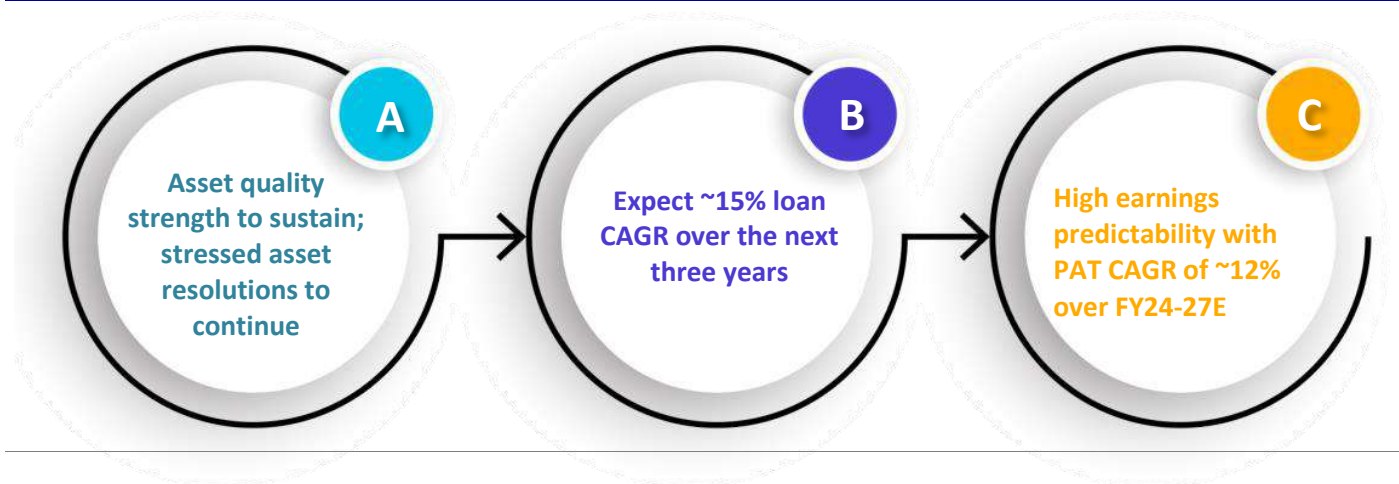 A
Asset quality
strength to sustain;
stressed asset
resolutions to
continue
B
Expect ~15% loan
CAGR over the next
three years
C
High earnings
predictability with
PAT CAGR of ~12%
over FY24-27E